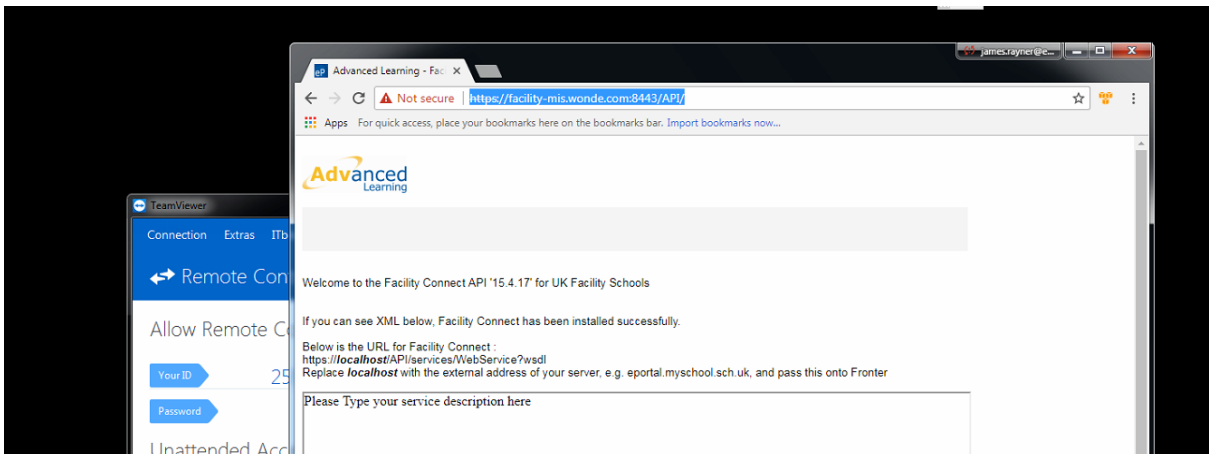 james.rayner@e...
Advanced Learning - Fac
Not secure | https://facility-mis.wonde.com:8443/API/
Apps For quick access, place your bookmarks here on the bookmarks bar. Import bookmarks now...
Advanced
Learning
TeamViewer
Connection Extras ITb
Remote Con
Welcome to the Facility Connect API '15.4.17' for UK Facility Schools
If you can see XML below, Facility Connect has been installed successfully.
Allow Remote Co
Below is the URL for Facility Connect :
https://localhost/API/services/WebService?wsdl
Replace localhost with the external address of your server, e.g. eportal.myschool.sch.uk, and pass this onto Fronter
Your ID 25
Please Type your service description here
Password
Unattended Acc